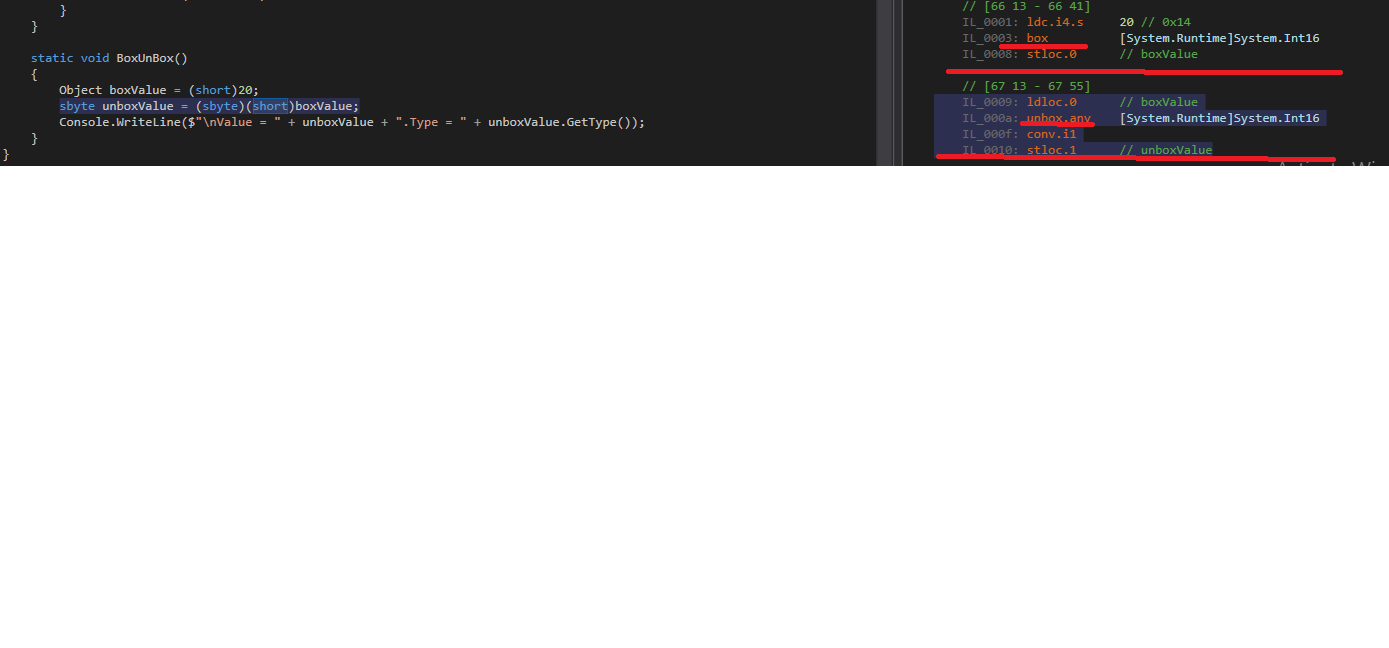 }
}
static void BoxUnBox()
{
Object boxValue = (short)20;
sbyte unboxValue = (sbyte)(short)boxValue;
Console.WriteLine($"\nValue = " + unboxValue + ".Type = " + unboxValue.GetType());
}
}
// [66 13 - 66 41]
IL_0001: ldc.i4.s 20 // 0x14
IL_0003: box [System.Runtime]System.Int16
IL_0008: stloc.0 // boxValue
// [67 13 - 67 55]
IL_0009: ldloc.0 // boxValue
IL_000a: unbox.any [System.Runtime]System.Int16
IL_000f: conv.i1
IL_0010: stloc.1 // unboxValue